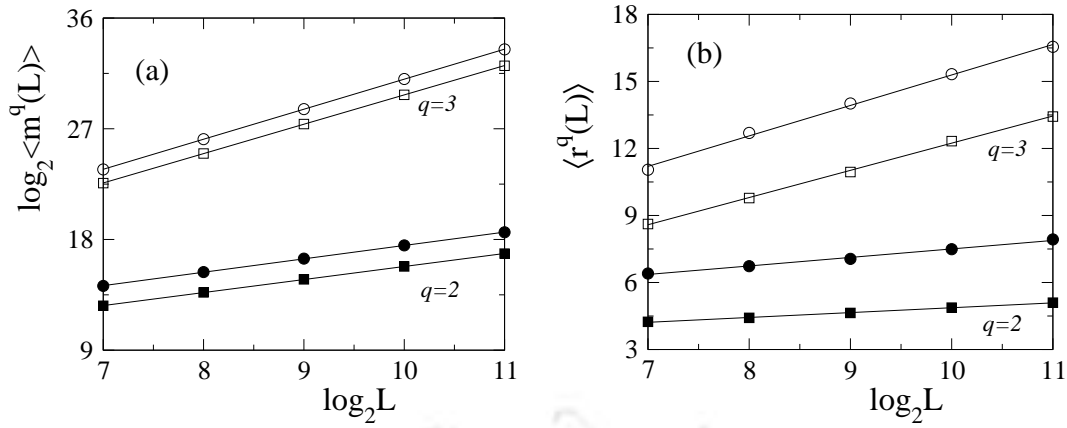 (a)
log₂<m^q(L)>
36
27
18
9
q=3
q=2
7 8 9 10 11
log₂L
(b)
⟨r^q(L)⟩
18
15
12
9
6
3
q=3
q=2
7 8 9 10 11
log₂L